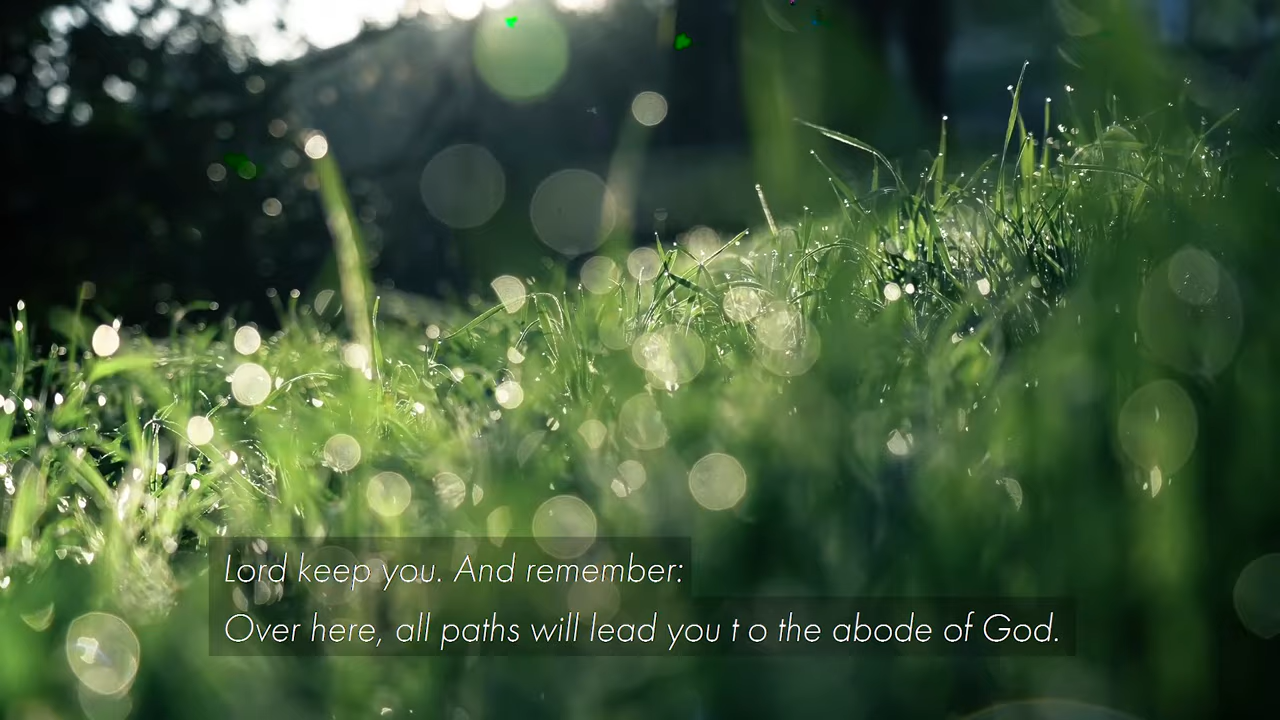 Lord keep you. And remember:
Over here, all paths will lead you t o the abode of God.